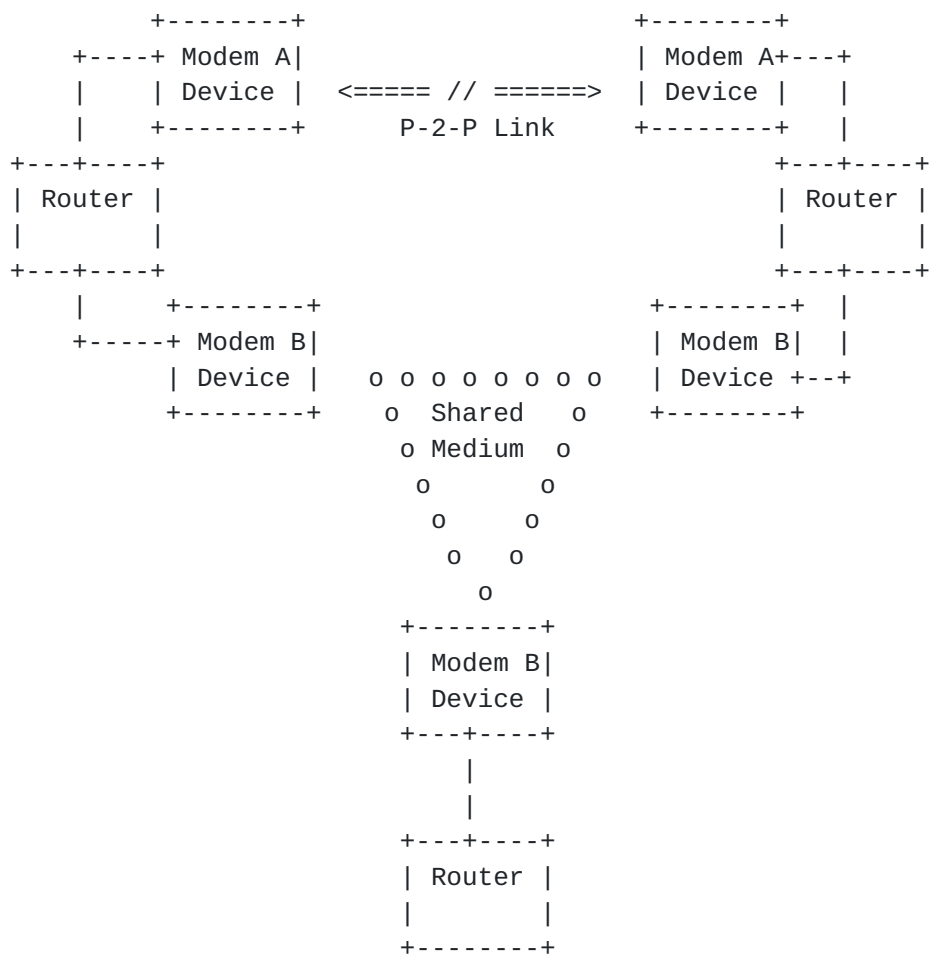 +--------+                     +--------+
    +----+ Modem A|                     | Modem A+---+
    |    | Device |  <===== // ======>  | Device |   |
    |    +--------+      P-2-P Link     +--------+   |
+---+----+                                       +---+----+
| Router |                                       | Router |
|        |                                       |        |
+---+----+                                       +---+----+
    |     +--------+                     +--------+  |
    +-----+ Modem B|                     | Modem B|  |
          | Device |   o o o o o o o o   | Device +--+
          +--------+    o  Shared   o    +--------+
                         o Medium  o
                          o       o
                           o     o
                            o   o
                              o
                         +--------+
                         | Modem B|
                         | Device |
                         +---+----+
                             |
                             |
                         +---+----+
                         | Router |
                         |        |
                         +--------+